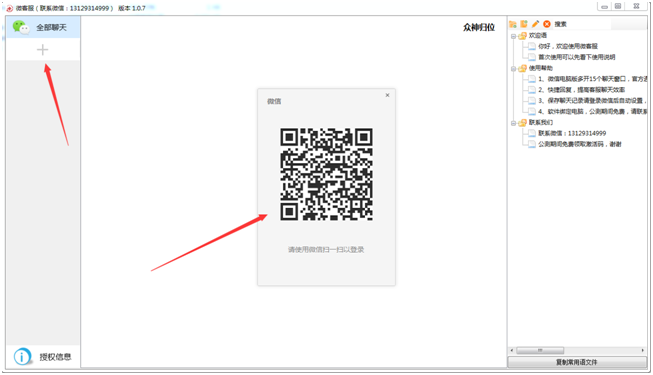 微客服（联系微信：13129314999） 版本 1.0.7
全部聊天
众神归位
微信
请使用微信扫一扫以登录
授权信息
搜索
欢迎语
你好，欢迎使用微客服
首次使用可以先看下使用说明
使用帮助
1、微信电脑版多开15个聊天窗口，官方
2、快捷回复，提高客服聊天效率
3、保存聊天记录请登录微信后自动设置，
4、软件绑定电脑，公测期间免费，请联系
联系我们
联系微信：13129314999
公测期间免费领取激活码，谢谢
复制常用语文件